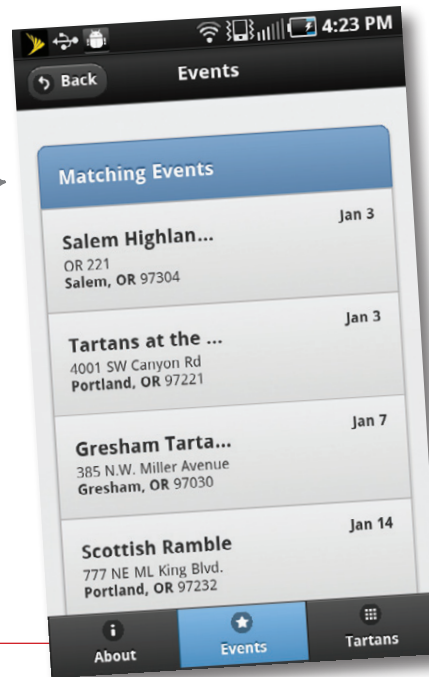 4:23 PM
Back
Events
Matching Events
Salem Highlan...
Jan 3
OR 221
Salem, OR 97304
Tartans at the ...
Jan 3
4001 SW Canyon Rd
Portland, OR 97221
Gresham Tarta...
Jan 7
385 N.W. Miller Avenue
Gresham, OR 97030
Scottish Ramble
Jan 14
777 NE ML King Blvd.
Portland, OR 97232
About
Events
Tartans